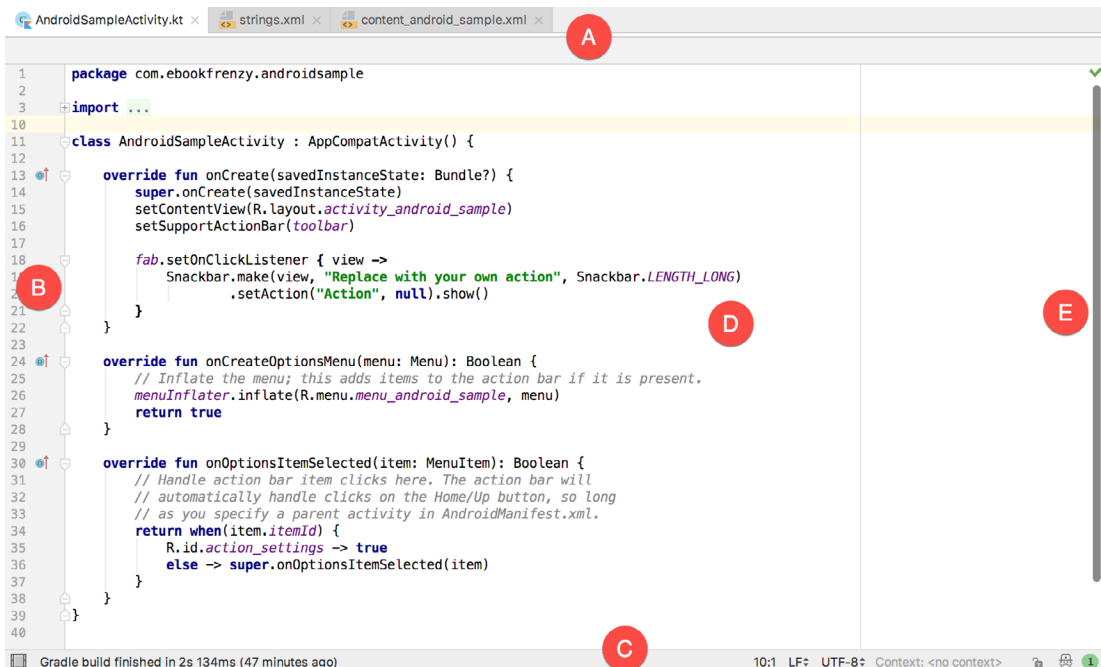 AndroidSampleActivity.kt × strings.xml × content_android_sample.xml ×
A
1 package com.ebookfrenzy.androidsample
2
3 import ...
10
11 class AndroidSampleActivity : AppCompatActivity() {
12
13 override fun onCreate(savedInstanceState: Bundle?) {
14 super.onCreate(savedInstanceState)
15 setContentView(R.layout.activity_android_sample)
16 setSupportActionBar(toolbar)
17
18 fab.setOnClickListener { view ->
Snackbar.make(view, "Replace with your own action", Snackbar.LENGTH_LONG)
B
E
.setAction("Action", null).show()
21 }
D
22 }
23
24 override fun onCreateOptionsMenu(menu: Menu): Boolean {
25 // Inflate the menu; this adds items to the action bar if it is present.
26 menuInflater.inflate(R.menu.menu_android_sample, menu)
27 return true
28 }
29
30 override fun onOptionsItemSelected(item: MenuItem): Boolean {
31 // Handle action bar item clicks here. The action bar will
32 // automatically handle clicks on the Home/Up button, so long
33 // as you specify a parent activity in AndroidManifest.xml.
34 return when(item.itemId) {
35 R.id.action_settings -> true
36 else -> super.onOptionsItemSelected(item)
37 }
38 }
39 }
40
C
Gradle build finished in 2s 134ms (47 minutes ago) 10:1 LF UTF-8 Context: <no context> 1